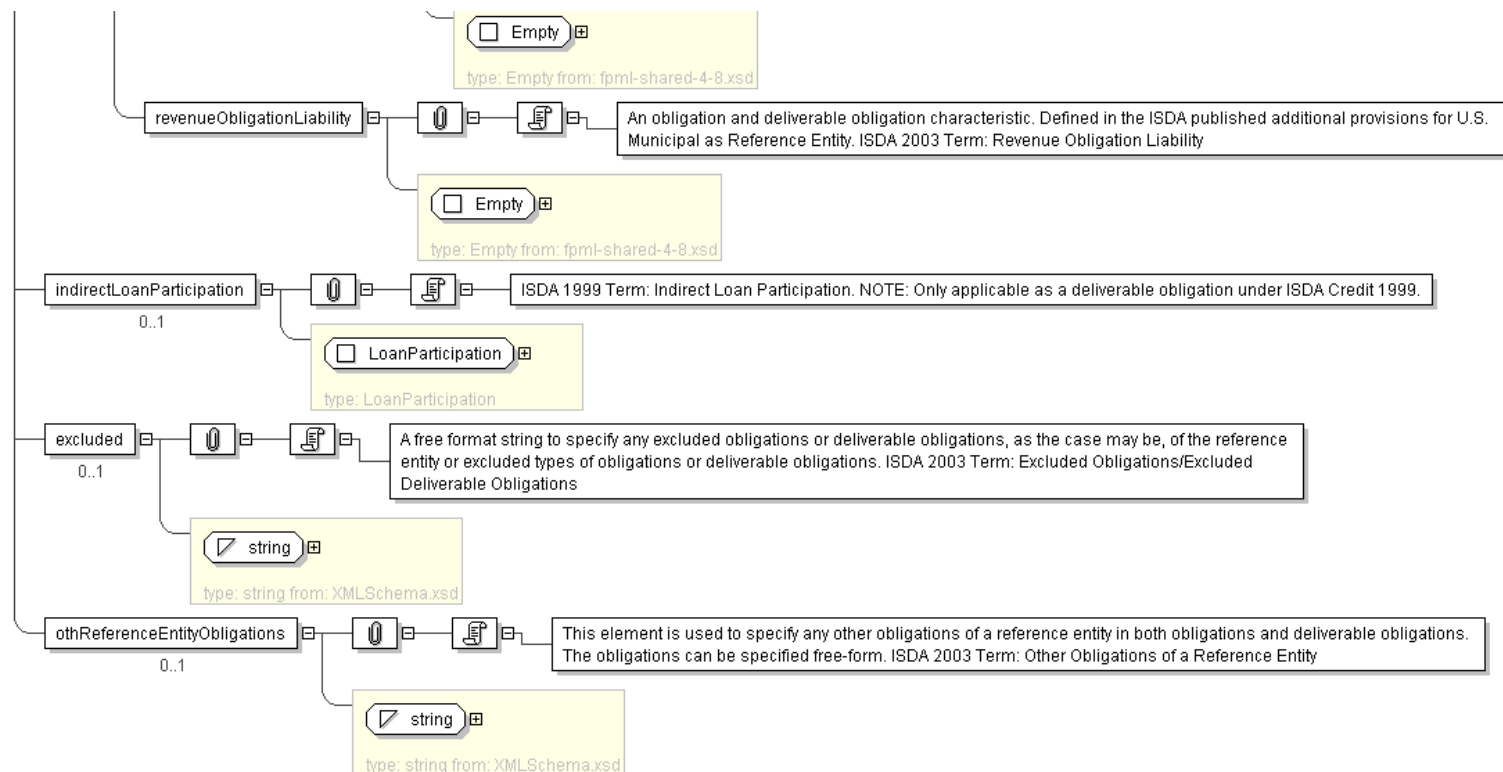 Empty
type: Empty from: fpml-shared-4-8.xsd
revenueObligationLiability
An obligation and deliverable obligation characteristic. Defined in the ISDA published additional provisions for U.S.
Municipal as Reference Entity. ISDA 2003 Term: Revenue Obligation Liability
Empty
type: Empty from: fpml-shared-4-8.xsd
indirectLoanParticipation
ISDA 1999 Term: Indirect Loan Participation. NOTE: Only applicable as a deliverable obligation under ISDA Credit 1999.
0..1
LoanParticipation
type: LoanParticipation
excluded
A free format string to specify any excluded obligations or deliverable obligations, as the case may be, of the reference
entity or excluded types of obligations or deliverable obligations. ISDA 2003 Term: Excluded Obligations/Excluded
Deliverable Obligations
0..1
string
type: string from: XMLSchema.xsd
othReferenceEntityObligations
This element is used to specify any other obligations of a reference entity in both obligations and deliverable obligations.
The obligations can be specified free-form. ISDA 2003 Term: Other Obligations of a Reference Entity
0..1
string
type: string from: XMLSchema.xsd